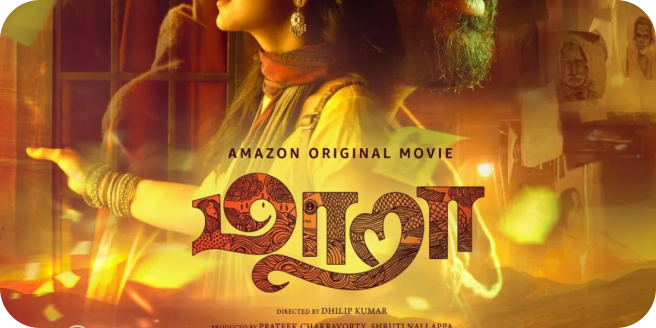 AMAZON ORIGINAL MOVIE
மாறா
DIRECTED BY DHILIP KUMAR
PRODUCED BY PRATEEK CHAKRAVORTY, SHRUTI NALLAPPA